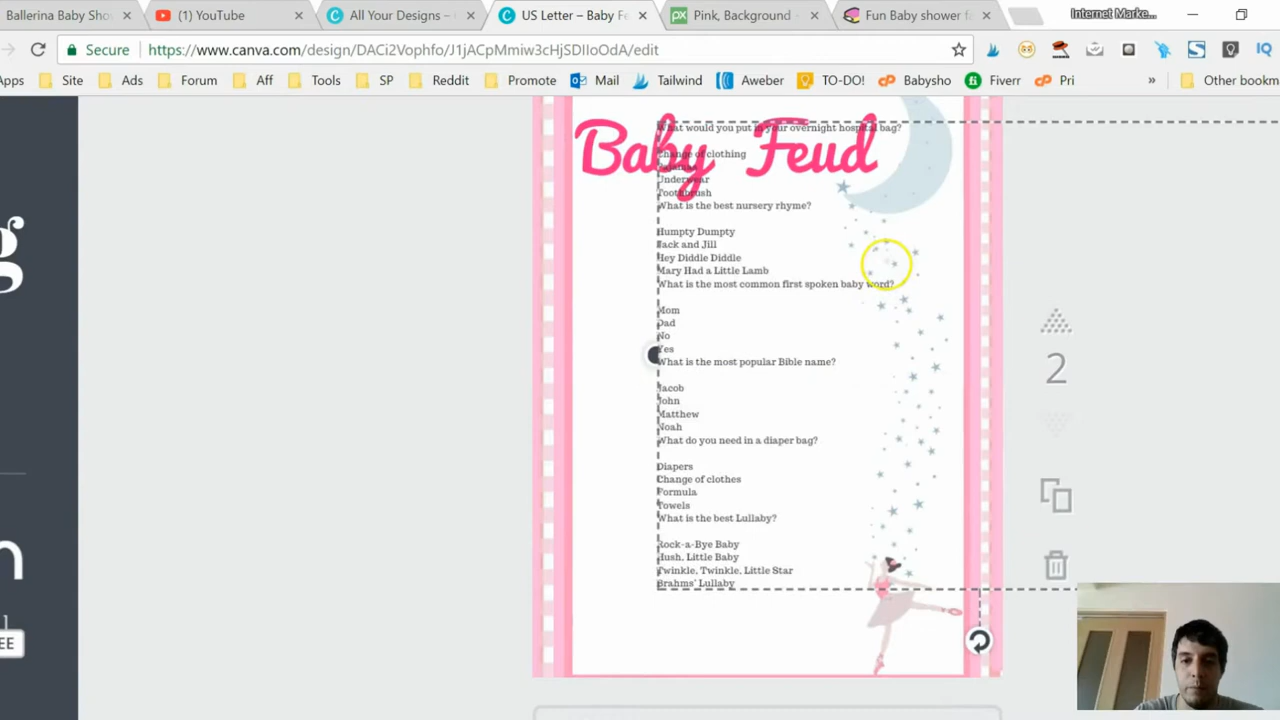 Ballerina Baby Show
(1) YouTube
All Your Designs –
US Letter – Baby Fe
Pink, Background -
Fun Baby shower fa
Internet Marke...
Secure
https://www.canva.com/design/DACi2Vophfo/J1jACpMmiw3cHjSDIIoOdA/edit
Apps
Site
Ads
Forum
Aff
Tools
SP
Reddit
Promote
Mail
Tailwind
Aweber
TO-DO!
Babysho
Fiverr
Pri
»
Other bookm
Baby Feud
What would you put in your overnight hospital bag?
Change of clothing
Pajamas
Underwear
Toothbrush
What is the best nursery rhyme?
Humpty Dumpty
Jack and Jill
Hey Diddle Diddle
Mary Had a Little Lamb
What is the most common first spoken baby word?
Mom
Dad
No
Yes
What is the most popular Bible name?
Jacob
John
Matthew
Noah
What do you need in a diaper bag?
Diapers
Change of clothes
Formula
Towels
What is the best Lullaby?
Rock-a-Bye Baby
Hush, Little Baby
Twinkle, Twinkle, Little Star
Brahms' Lullaby
2
g
n
EE